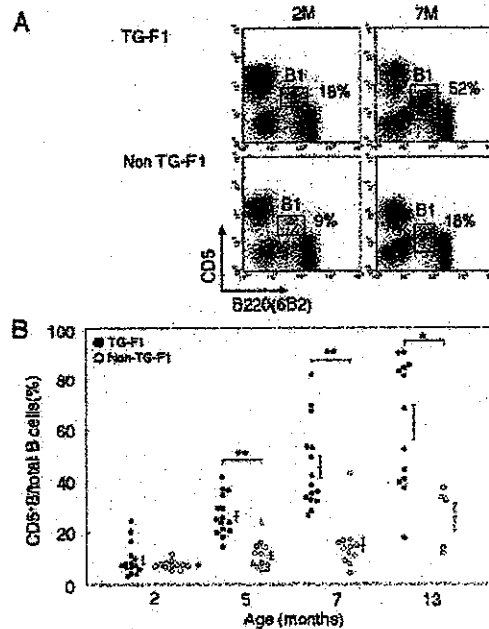 A
2M 7M
TG-F1
B1 18%
B1 52%
Non TG-F1
B1 9%
B1 18%
CD5
B220(6B2)
B
CD5+B/total B cells(%)
100
80
60
40
20
0
TG-F1
Non-TG-F1
**
**
*
2 5 7 13
Age (months)